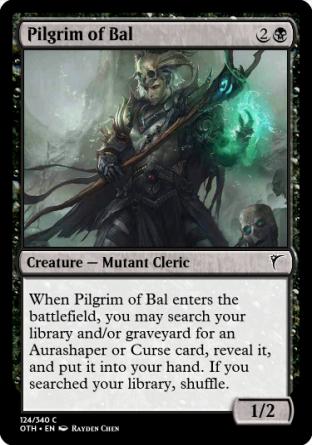 Pilgrim of Bal 2
Creature — Mutant Cleric
When Pilgrim of Bal enters the
battlefield, you may search your
library and/or graveyard for an
Aurashaper or Curse card, reveal it,
and put it into your hand. If you
searched your library, shuffle.
124/340 C
OTH • EN Rayden Chen
1/2